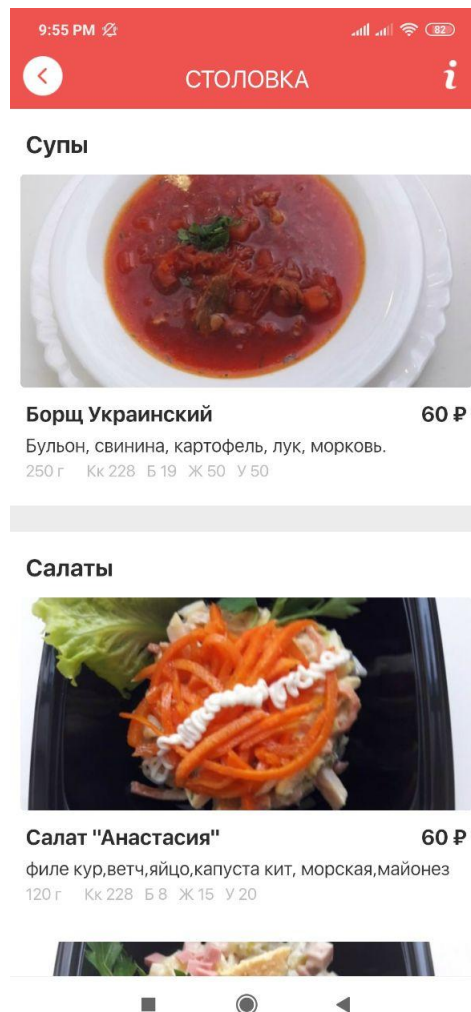 9:55 PM
82
СТОЛОВКА
i
Супы
Борщ Украинский 60 ₽
Бульон, свинина, картофель, лук, морковь.
250 г Кк 228 Б 19 Ж 50 У 50
Салаты
Салат "Анастасия" 60 ₽
филе кур,ветч,яйцо,капуста кит, морская,майонез
120 г Кк 228 Б 8 Ж 15 У 20